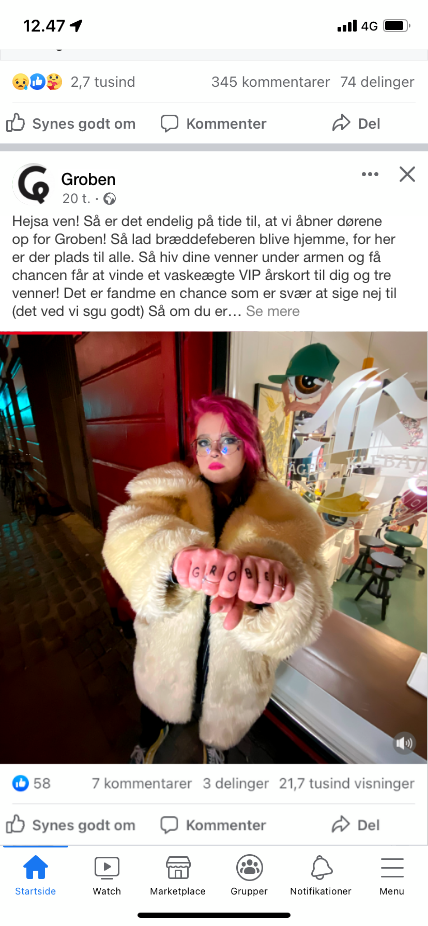 12.47
4G
2,7 tusind 345 kommentarer 74 delinger
Synes godt om Kommenter Del
Groben
20 t. ·
Hejsa ven! Så er det endelig på tide til, at vi åbner dørene
op for Groben! Så lad bræddefeberen blive hjemme, for her
er der plads til alle. Så hiv dine venner under armen og få
chancen får at vinde et vaskeægte VIP årskort til dig og tre
venner! Det er fandme en chance som er svær at sige nej til
(det ved vi sgu godt) Så om du er… Se mere
GROBEN
58 7 kommentarer 3 delinger 21,7 tusind visninger
Synes godt om Kommenter Del
Startside Watch Marketplace Grupper Notifikationer Menu